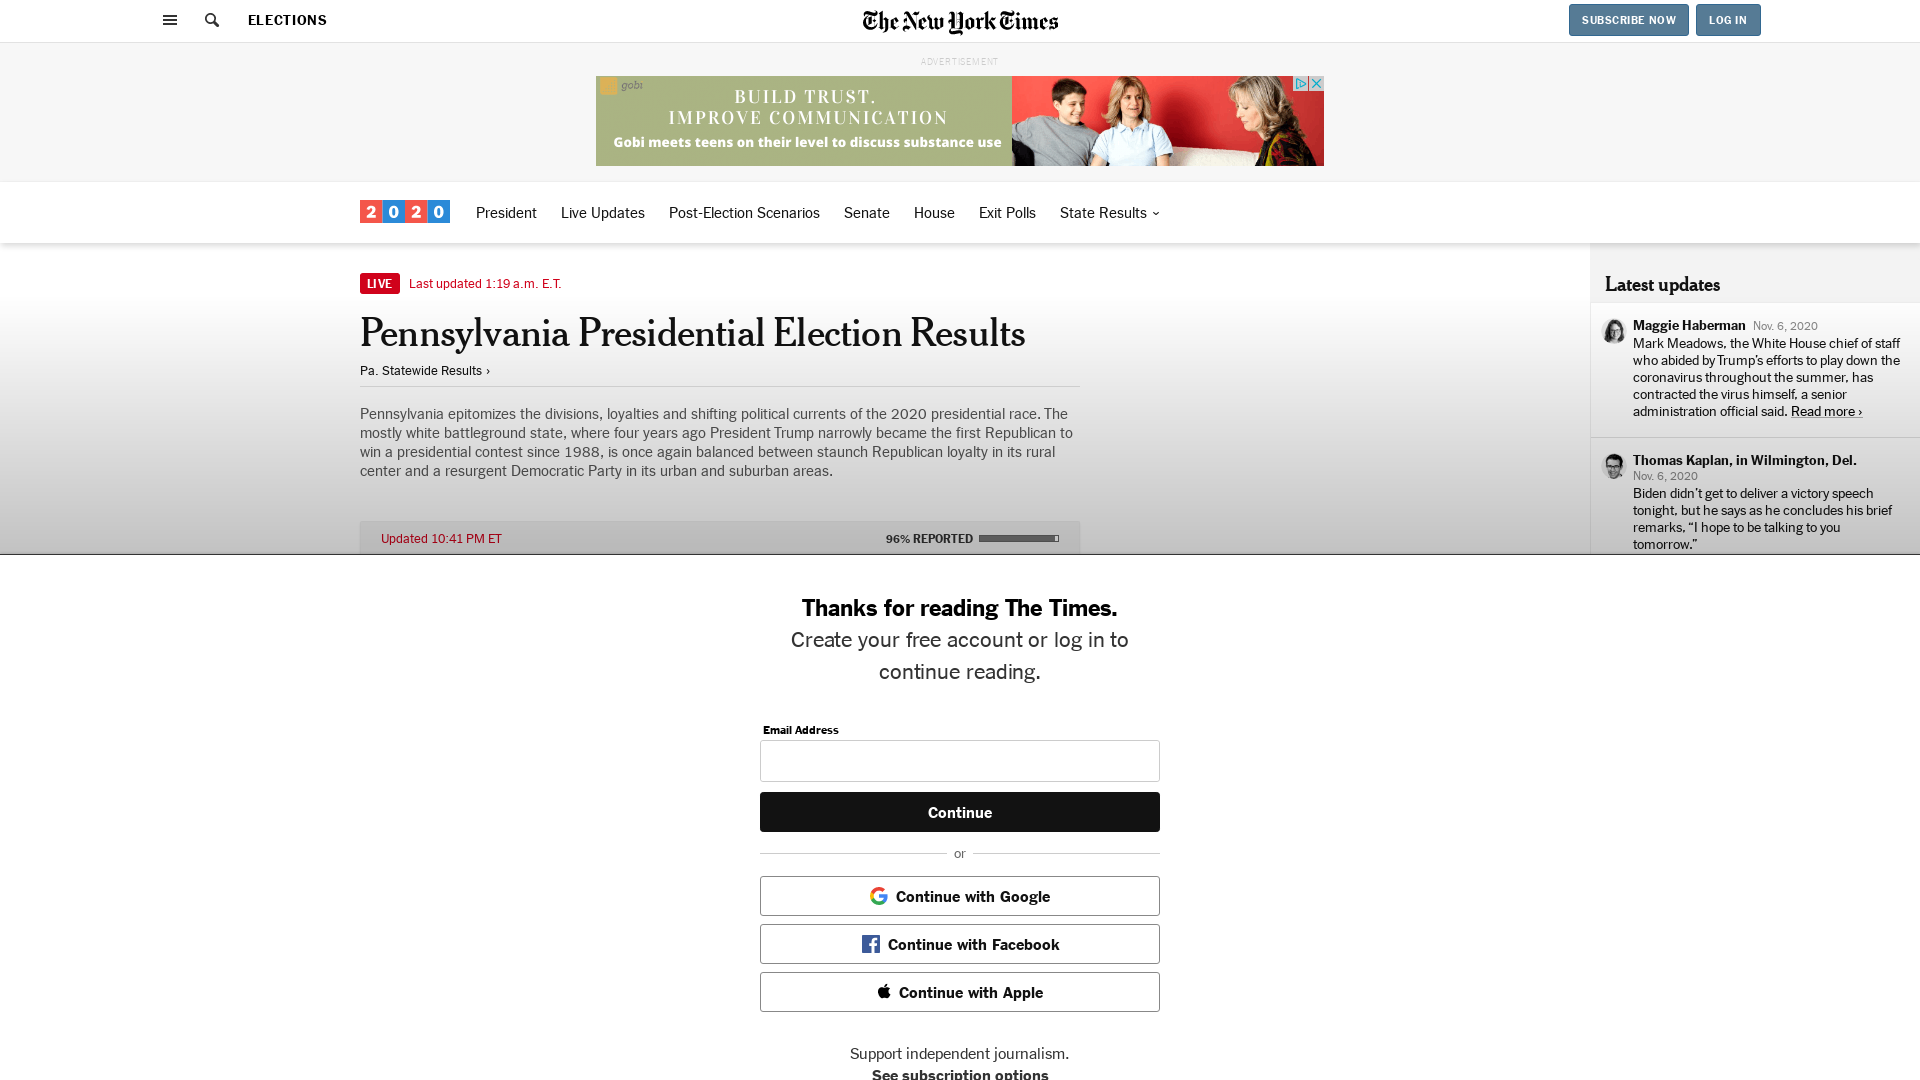 ELECTIONS
The New York Times
SUBSCRIBE NOW
LOG IN
ADVERTISEMENT
gobi
BUILD TRUST.
IMPROVE COMMUNICATION
Gobi meets teens on their level to discuss substance use
2020
President
Live Updates
Post-Election Scenarios
Senate
House
Exit Polls
State Results
LIVE
Last updated 1:19 a.m. E.T.
Pennsylvania Presidential Election Results
Pa. Statewide Results ›
Pennsylvania epitomizes the divisions, loyalties and shifting political currents of the 2020 presidential race. The
mostly white battleground state, where four years ago President Trump narrowly became the first Republican to
win a presidential contest since 1988, is once again balanced between staunch Republican loyalty in its rural
center and a resurgent Democratic Party in its urban and suburban areas.
Updated 10:41 PM ET
96% REPORTED
Latest updates
Maggie Haberman Nov. 6, 2020
Mark Meadows, the White House chief of staff
who abided by Trump’s efforts to play down the
coronavirus throughout the summer, has
contracted the virus himself, a senior
administration official said. Read more ›
Thomas Kaplan, in Wilmington, Del.
Nov. 6, 2020
Biden didn’t get to deliver a victory speech
tonight, but he says as he concludes his brief
remarks, “I hope to be talking to you
tomorrow.”
Thanks for reading The Times.
Create your free account or log in to
continue reading.
Email Address
Continue
or
Continue with Google
Continue with Facebook
Continue with Apple
Support independent journalism.
See subscription options